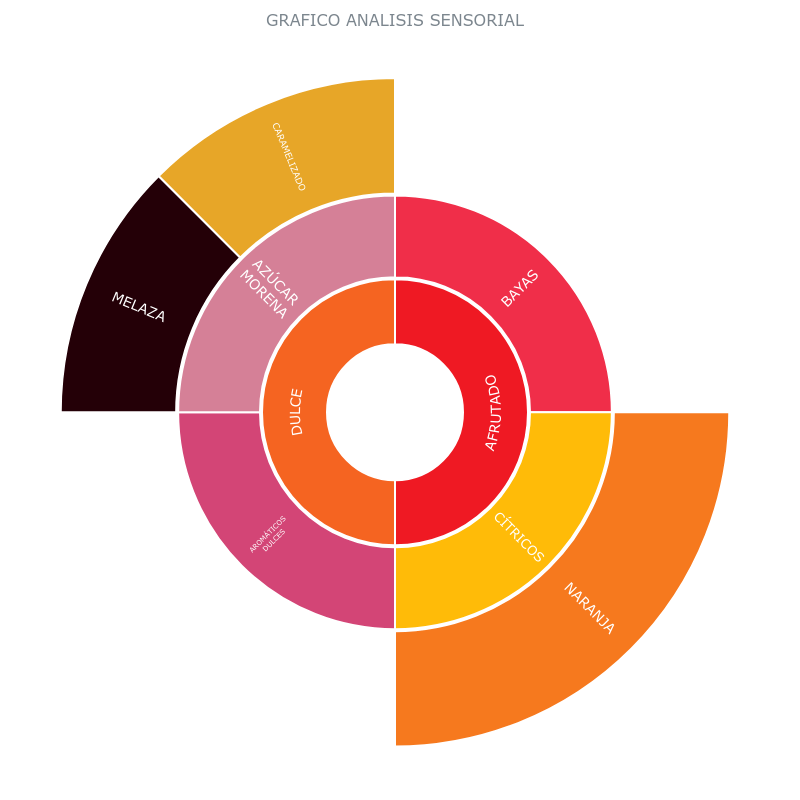 GRAFICO ANALISIS SENSORIAL
CARAMELIZADO
MELAZA
AZÚCAR
MORENA
BAYAS
DULCE
AFRUTADO
AROMÁTICOS
DULCES
CÍTRICOS
NARANJA